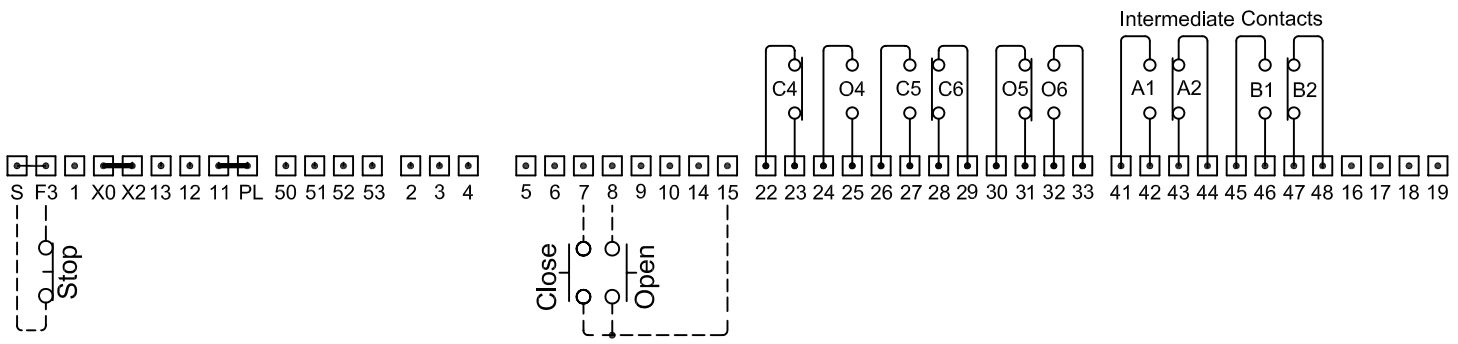 Intermediate Contacts
C4 O4 C5 C6 O5 O6 A1 A2 B1 B2
S F3 1 X0 X2 13 12 11 PL 50 51 52 53 2 3 4 5 6 7 8 9 10 14 15 22 23 24 25 26 27 28 29 30 31 32 33 41 42 43 44 45 46 47 48 16 17 18 19
Stop
Close
Open